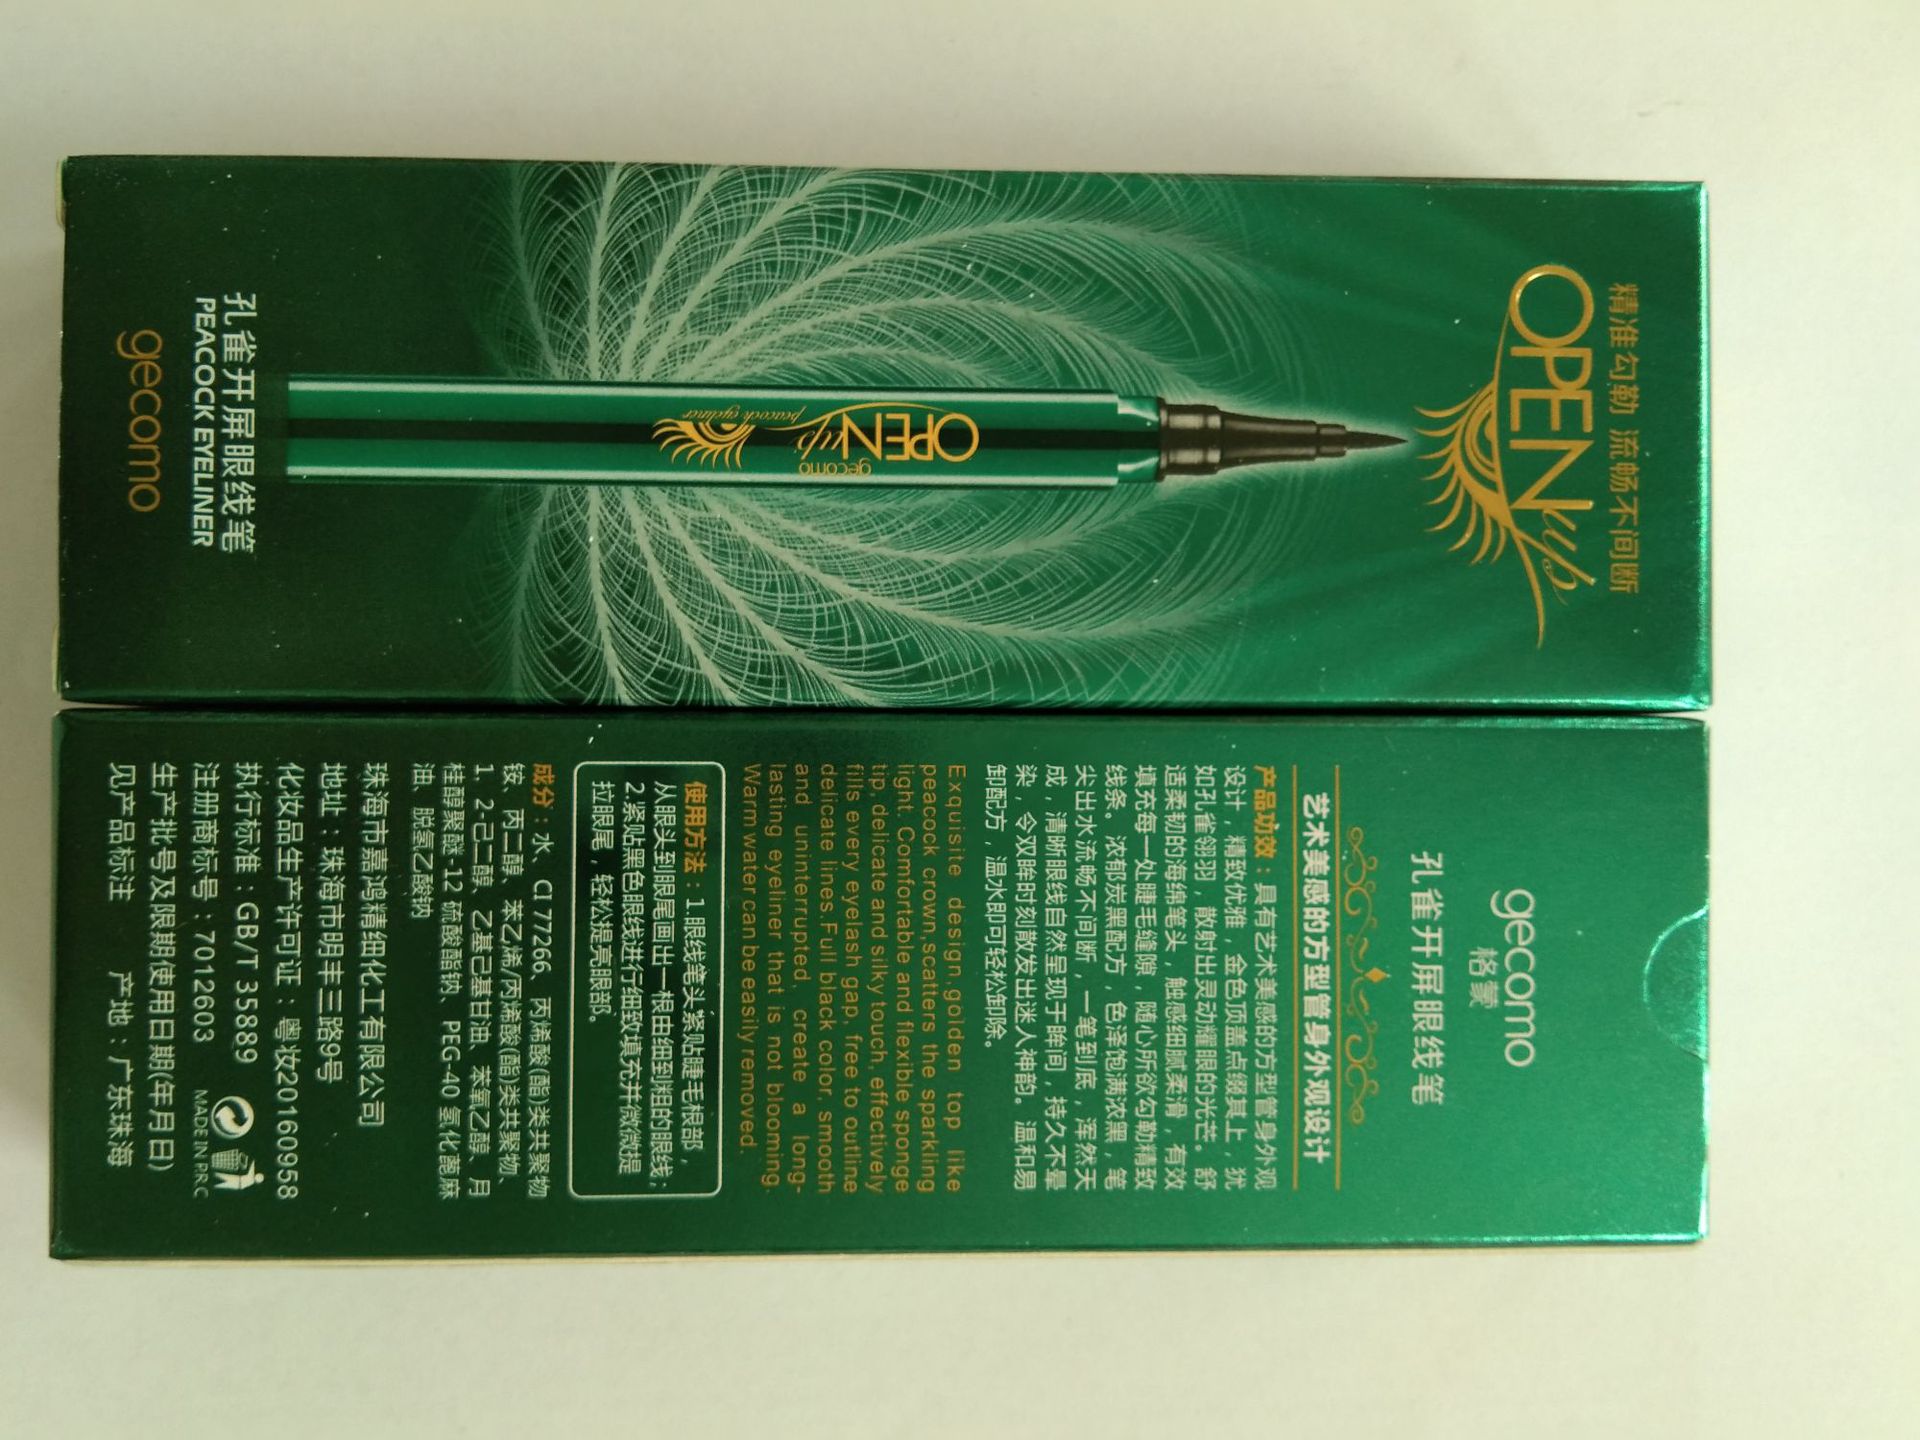 精准勾勒 流畅不间断
OPEN
up
gecomo
OPEN
up
peacock eyeliner
孔雀开屏眼线笔
PEACOCK EYELINER
gecomo
gecomo
格蒙
孔雀开屏眼线笔
艺术美感的方型管身外观设计
产品功效：具有艺术美感的方型管身外观
设计，精致优雅，金色顶盖点缀其上，犹
如孔雀翎羽，散射出灵动耀眼的光芒。舒
适柔韧的海绵笔头，触感细腻柔滑，有效
填充每一处睫毛缝隙，随心所欲勾勒精致
线条。浓郁炭黑配方，色泽饱满浓黑，笔
尖出水流畅不间断，一笔到底，浑然天
成，清晰眼线自然呈现于眸间，持久不晕
染，令双眸时刻散发出迷人神韵。温和易
卸配方，温水即可轻松卸除。
Exquisite design,golden top like
peacock crown,scatters the sparkling
light. Comfortable and flexible sponge
tip, delicate and silky touch, effectively
fills every eyelash gap, free to outline
delicate lines.Full black color, smooth
and uninterrupted, create a long-
lasting eyeliner that is not blooming.
Warm water can be easily removed.
使用方法：1.眼线笔头紧贴睫毛根部，
从眼头到眼尾画出一根由细到粗的眼线；
2.紧贴黑色眼线进行细致填充并微微提
拉眼尾，轻松提亮眼部。
成分：水、CI 77266、丙烯酸(酯)类共聚物
铵、丙二醇、苯乙烯/丙烯酸(酯)类共聚物、
1，2-己二醇、乙基己基甘油、苯氧乙醇、月
桂醇聚醚-12 硫酸酯钠、PEG-40 氢化蓖麻
油、脱氢乙酸钠
珠海市嘉鸿精细化工有限公司
地址：珠海市明丰三路9号
化妆品生产许可证：粤妆20160958
执行标准：GB/T 35889
注册商标号：7012603
MADE IN P.R.C
生产批号及限期使用日期(年月日)
见产品标注 产地：广东珠海